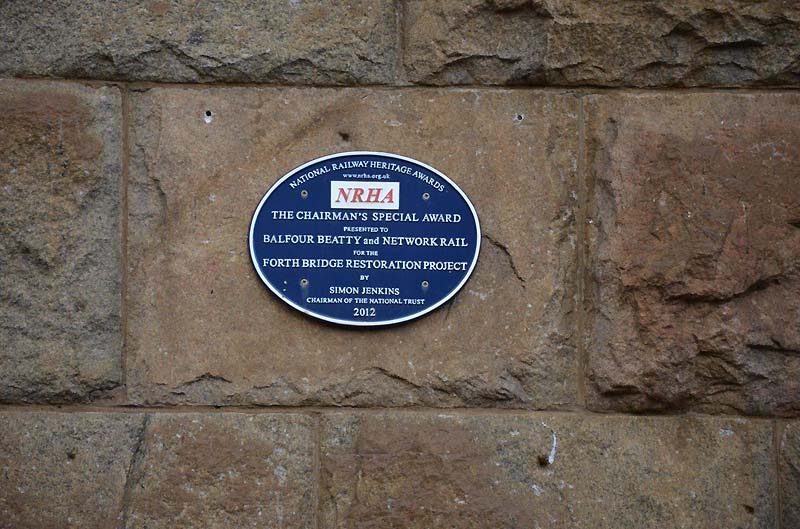 NATIONAL RAILWAY HERITAGE AWARDS
www.nrha.org.uk
NRHA
THE CHAIRMAN'S SPECIAL AWARD
PRESENTED TO
BALFOUR BEATTY and NETWORK RAIL
FOR THE
FORTH BRIDGE RESTORATION PROJECT
BY
SIMON JENKINS
CHAIRMAN OF THE NATIONAL TRUST
2012